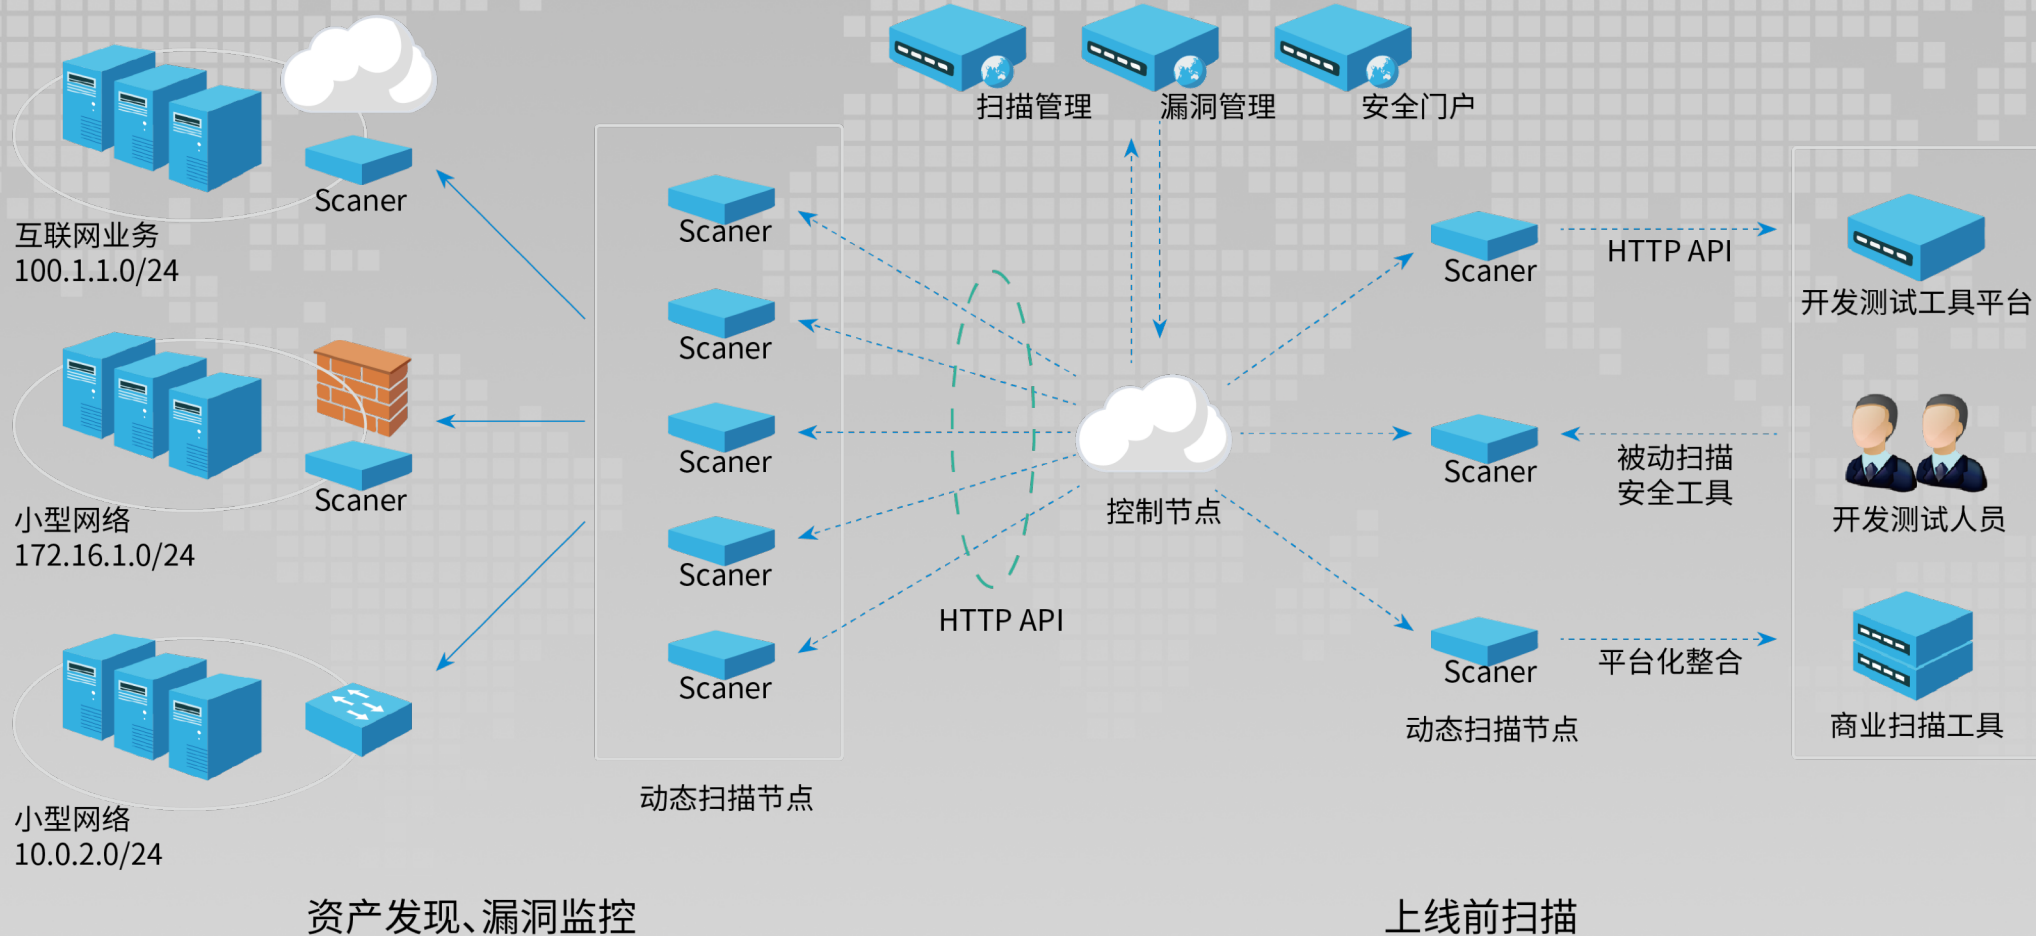 扫描管理
漏洞管理
安全门户
Scaner
互联网业务
100.1.1.0/24
Scaner
小型网络
172.16.1.0/24
小型网络
10.0.2.0/24
Scaner
Scaner
Scaner
Scaner
Scaner
动态扫描节点
HTTP API
控制节点
Scaner
HTTP API
开发测试工具平台
Scaner
被动扫描
安全工具
开发测试人员
Scaner
平台化整合
动态扫描节点
商业扫描工具
资产发现、漏洞监控
上线前扫描